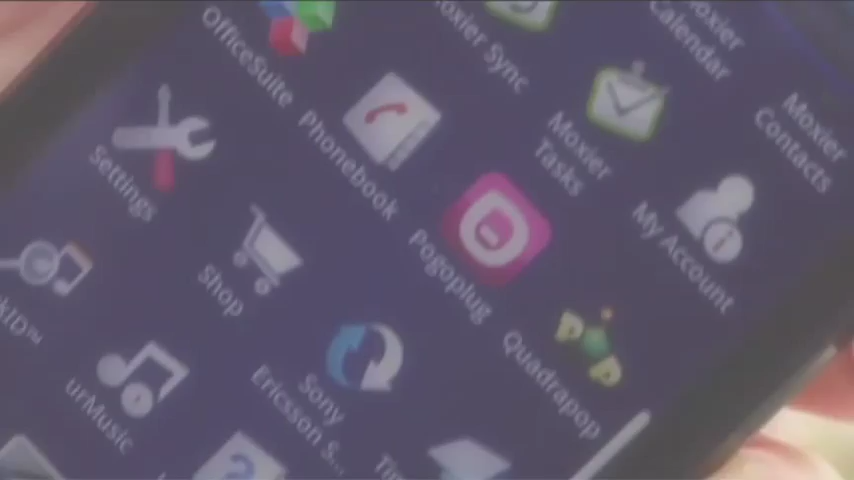 OfficeSuite
Moxier Sync
Moxier
Calendar
Settings
Phonebook
Moxier
Tasks
Moxier
Contacts
Shop
Pogoplug
My Account
urMusic
Sony
Ericsson S...
Quadrapop